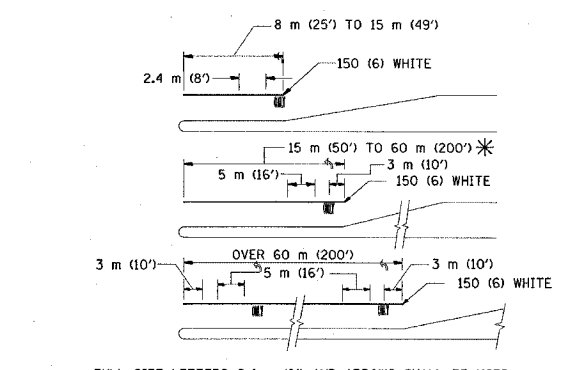 8 m (25') TO 15 m (49')
150 (6) WHITE
2.4 m (8')
15 m (50') TO 60 m (200') *
5 m (16')
3 m (10')
150 (6) WHITE
OVER 60 m (200')
3 m (10')
5 m (16')
3 m (10')
150 (6) WHITE